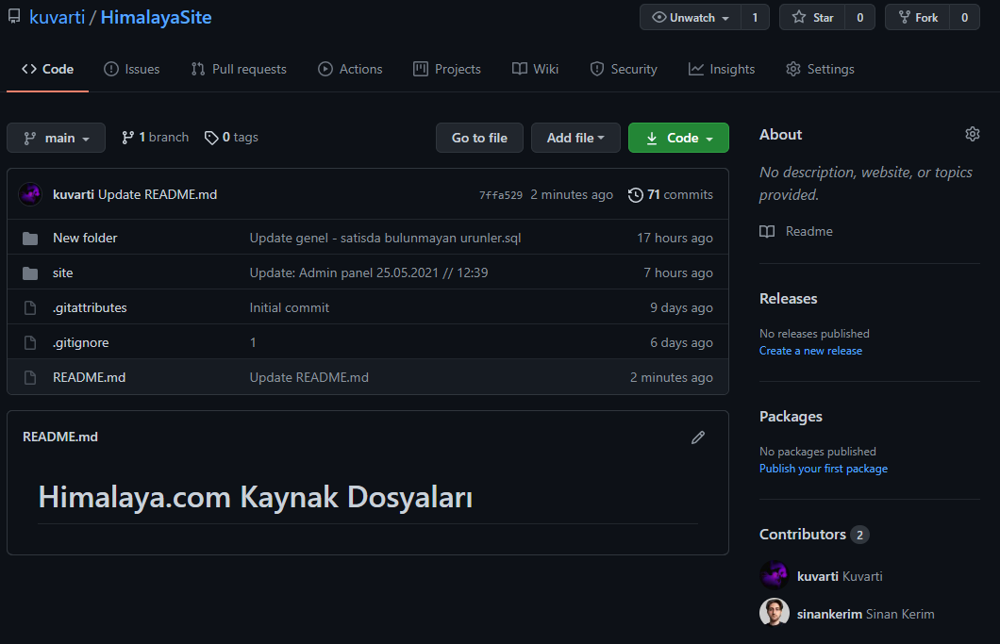 kuvarti / HimalayaSite
Unwatch 1 Star 0 Fork 0
Code Issues Pull requests Actions Projects Wiki Security Insights Settings
main 1 branch 0 tags Go to file Add file Code
kuvarti Update README.md 7ffa529 2 minutes ago 71 commits
New folder Update genel - satisda bulunmayan urunler.sql 17 hours ago
site Update: Admin panel 25.05.2021 // 12:39 7 hours ago
.gitattributes Initial commit 9 days ago
.gitignore 1 6 days ago
README.md Update README.md 2 minutes ago
README.md
Himalaya.com Kaynak Dosyaları
About
No description, website, or topics
provided.
Readme
Releases
No releases published
Create a new release
Packages
No packages published
Publish your first package
Contributors 2
kuvarti Kuvarti
sinankerim Sinan Kerim